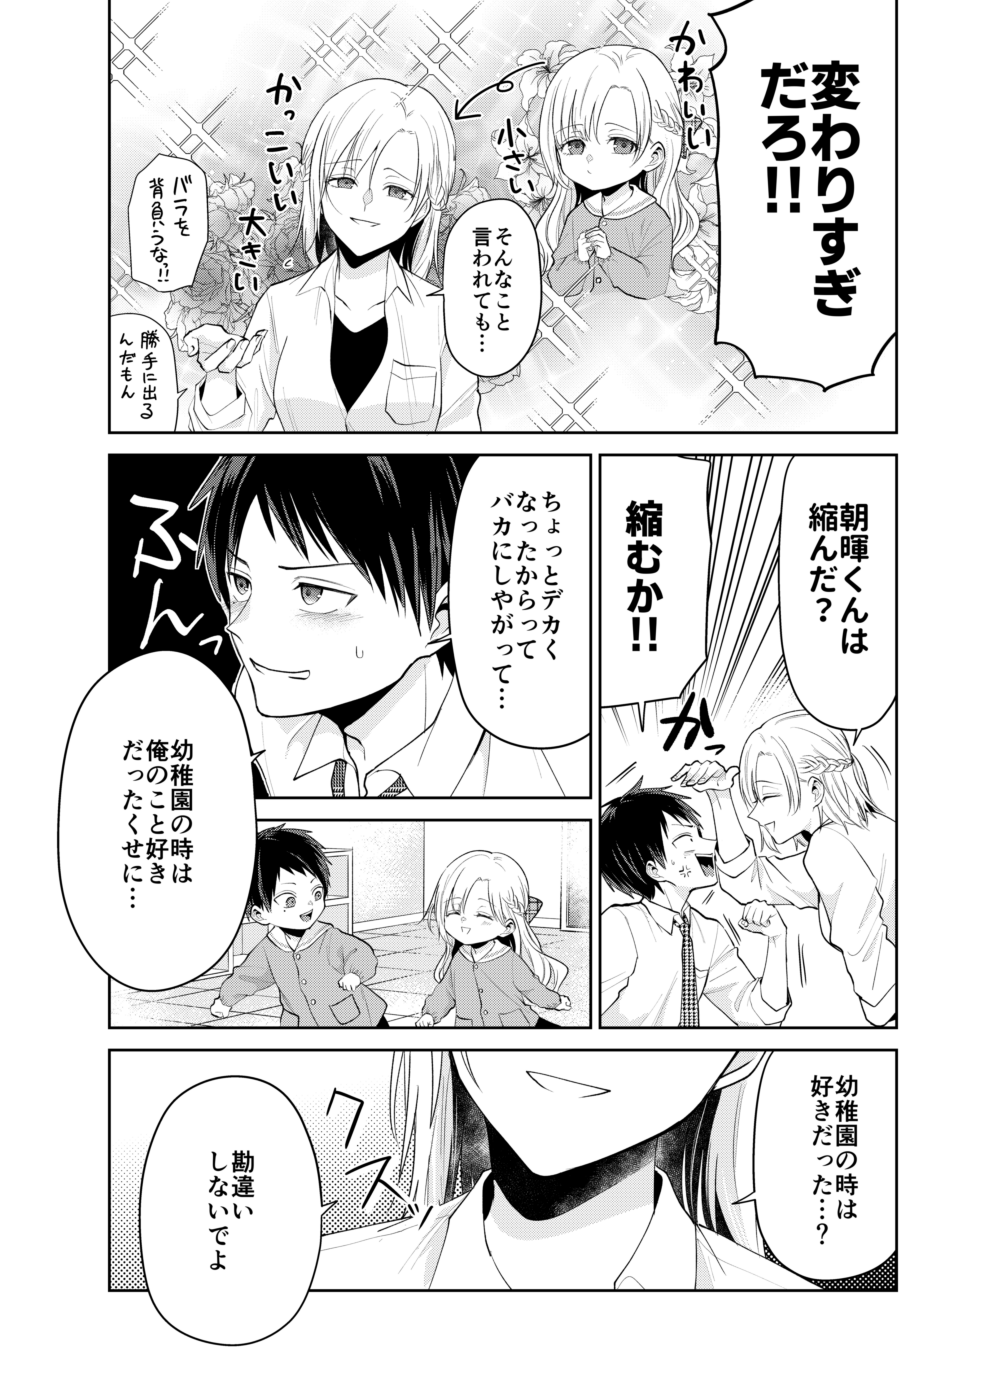 変わりすぎ
だろ!!
かわいい
小さい
そんなこと
言われても…
かっこいい
大きい
バラを
背負うなっ!!
勝手に出る
んだもん
朝暉くんは
縮んだ？
縮むか!!
かっ
ちょっとデカく
なったからって
バカにしやがって…
ふんっ
幼稚園の時は
俺のこと好き
だったくせに…
幼稚園の時は
好きだった…？
クスッ
勘違い
しないでよ